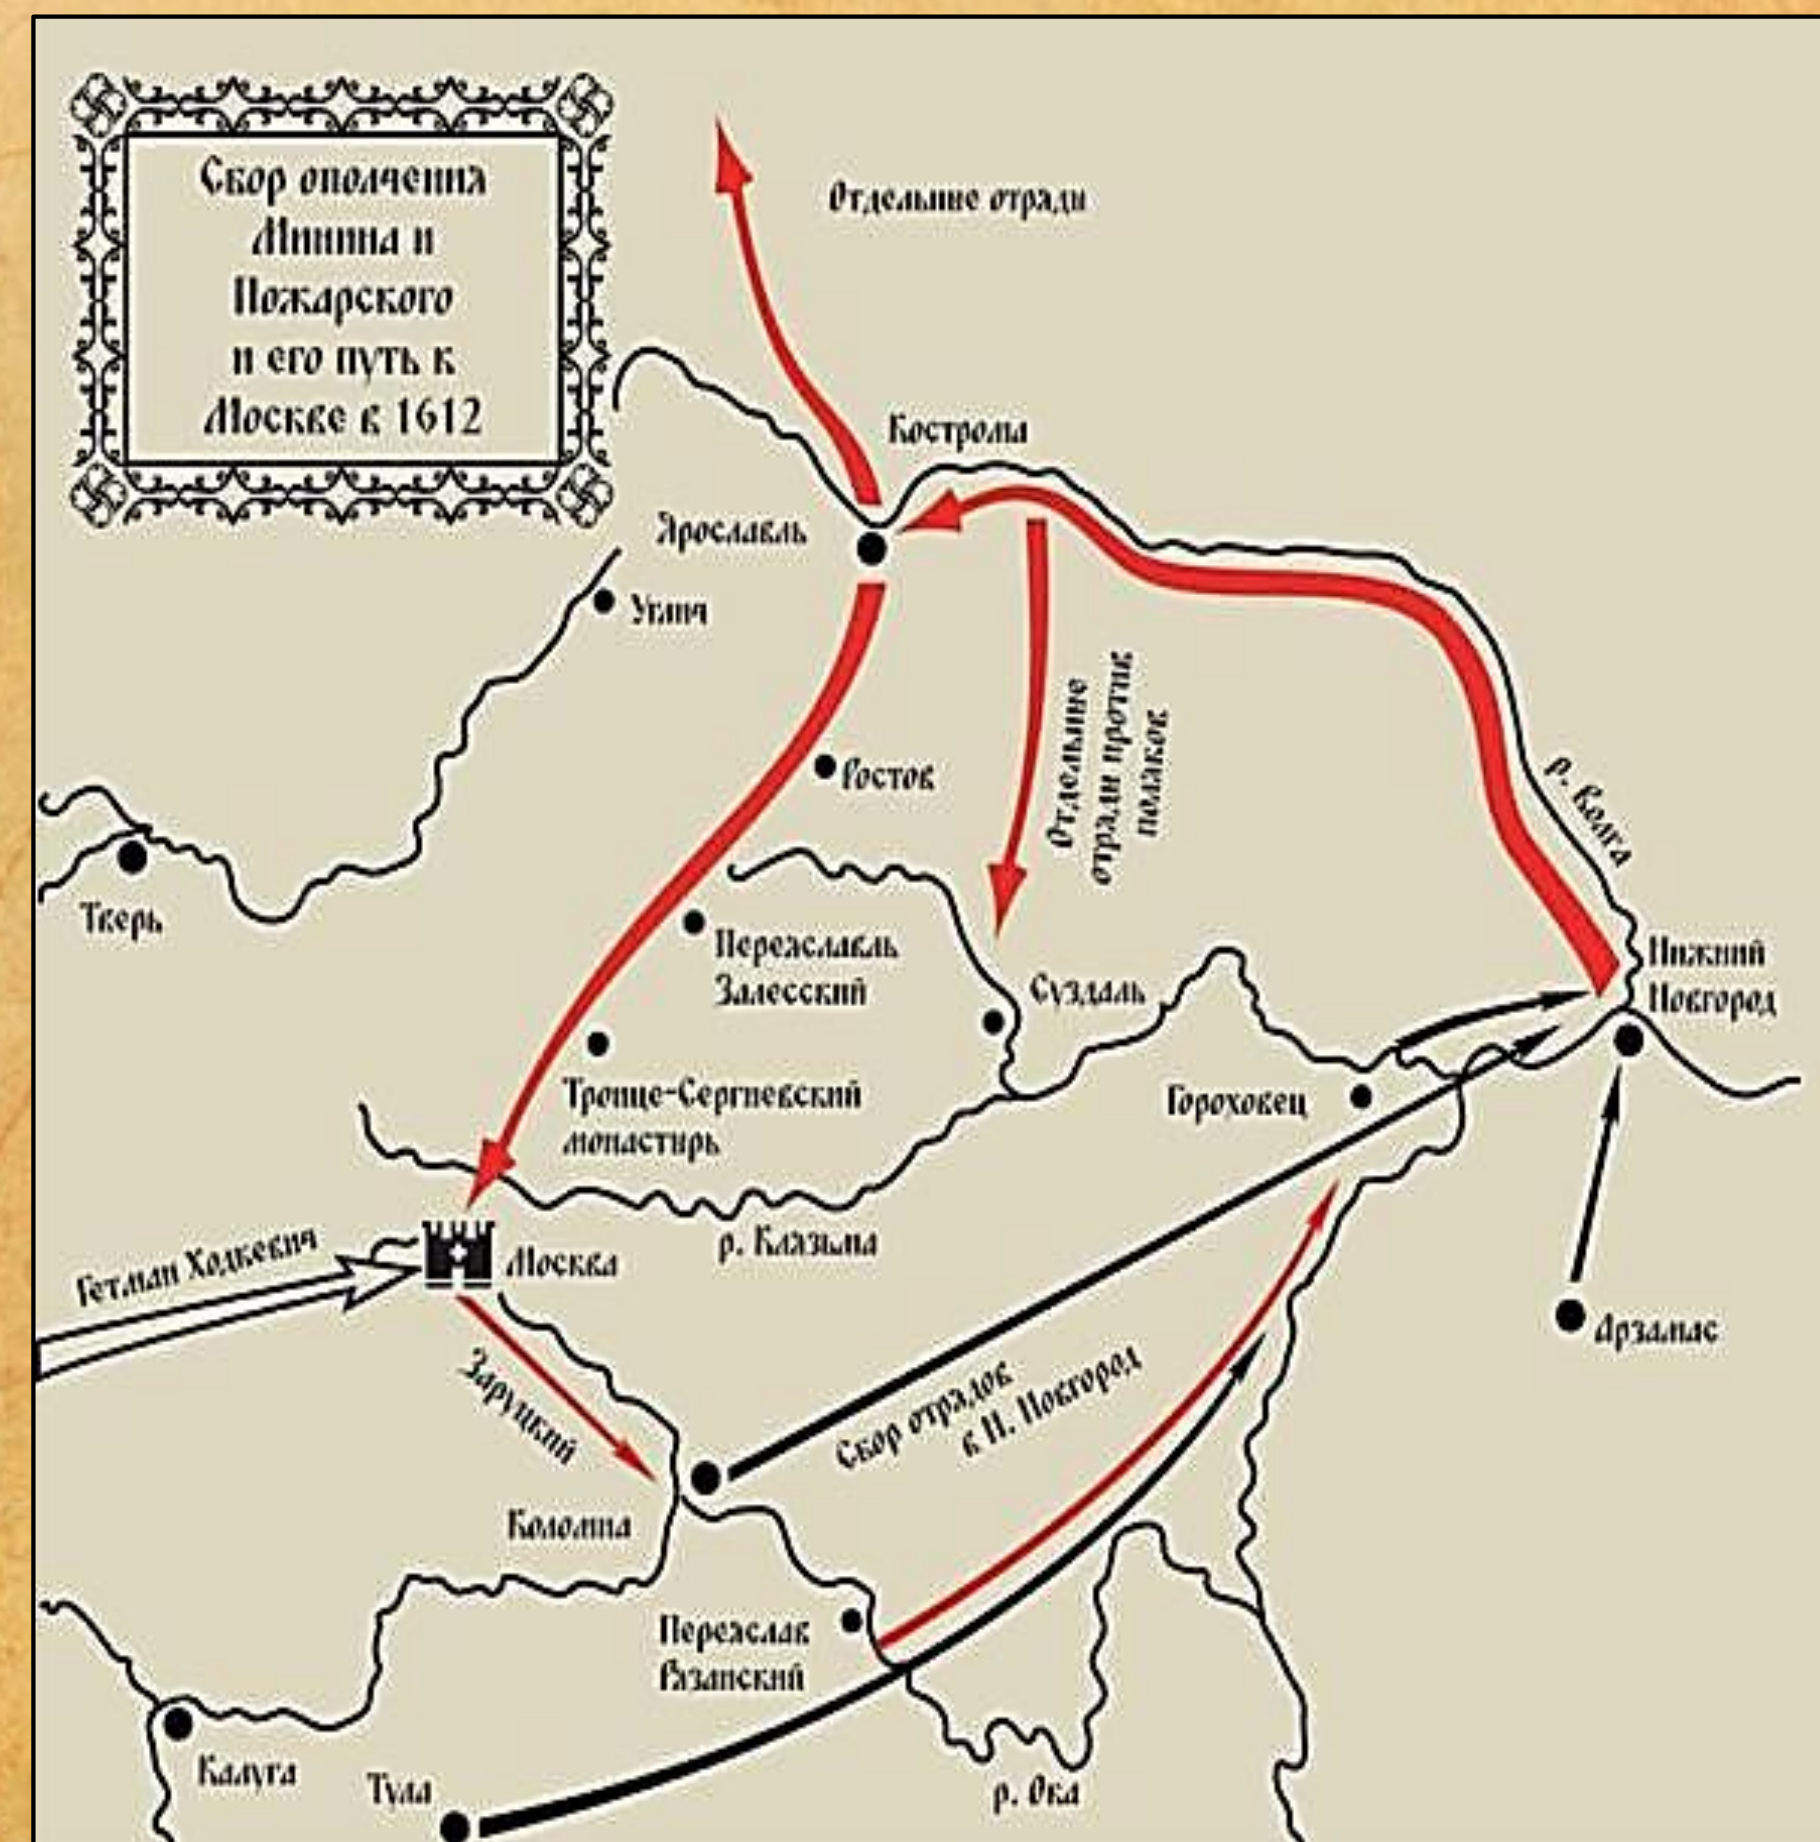 Сбор ополчения
Минина и
Пожарского
и его путь к
Москве в 1612
Отдельные отряды
Кострома
Ярославль
Углич
Отдельные
отряды против
поляков
Ростов
р. Волга
Тверь
Переяславль
Залесский
Суздаль
Нижний
Новгород
Троице-Сергиевский
монастырь
Гороховец
р. Клязьма
Гетман Ходкевич
Москва
Арзамас
Заруцкий
Сбор отрядов
в Н. Новгород
Коломна
Переяслав
Рязанский
Калуга
Тула
р. Ока